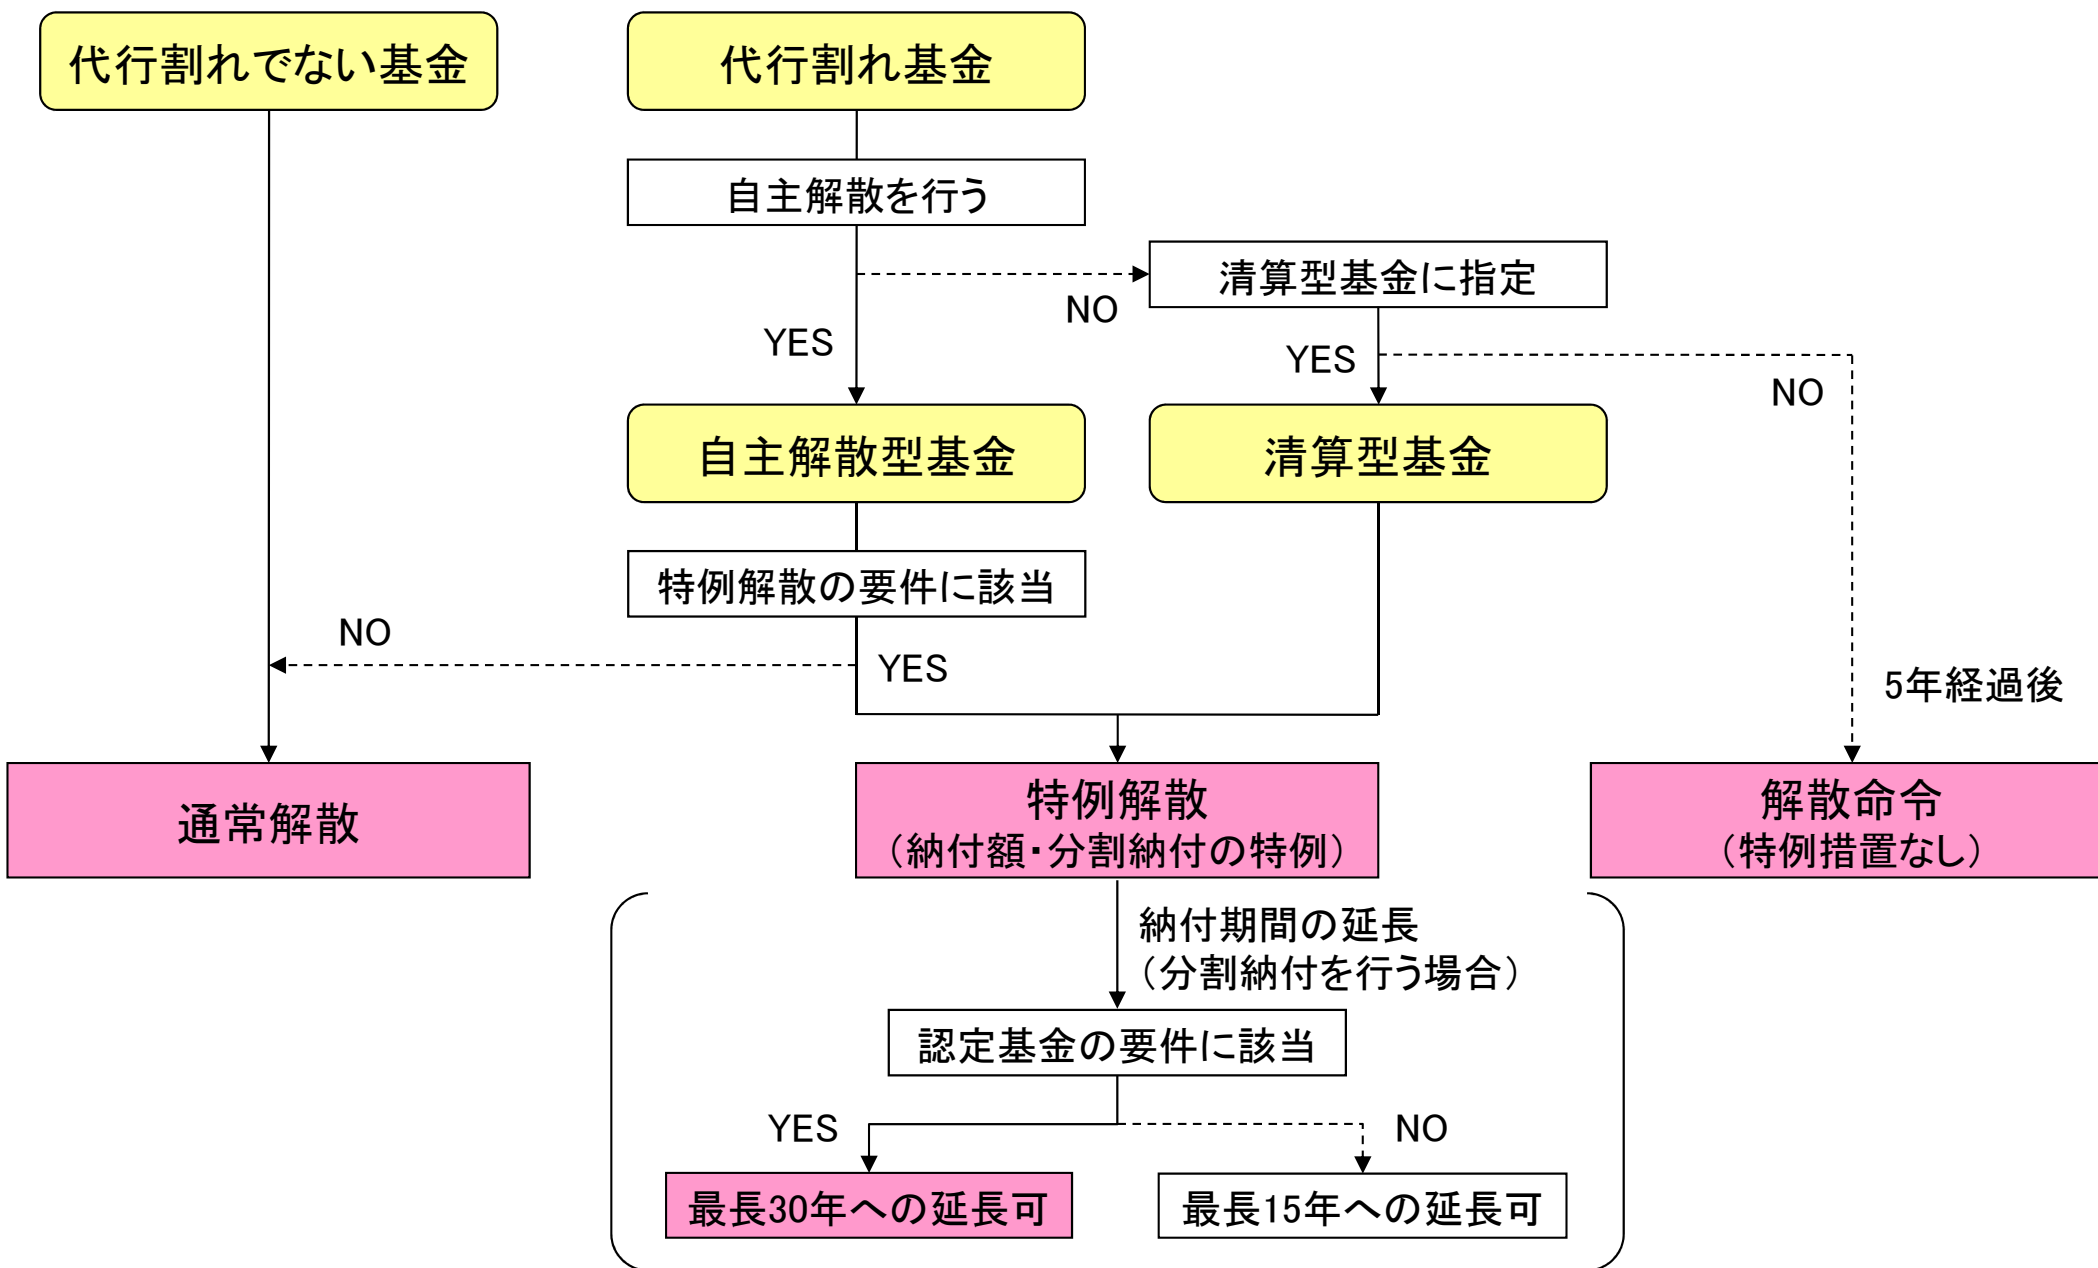 代行割れでない基金
代行割れ基金
自主解散を行う
清算型基金に指定
NO
YES
YES
NO
自主解散型基金
清算型基金
特例解散の要件に該当
NO
YES
5年経過後
通常解散
特例解散
（納付額・分割納付の特例）
解散命令
（特例措置なし）
納付期間の延長
（分割納付を行う場合）
認定基金の要件に該当
YES
NO
最長30年への延長可
最長15年への延長可